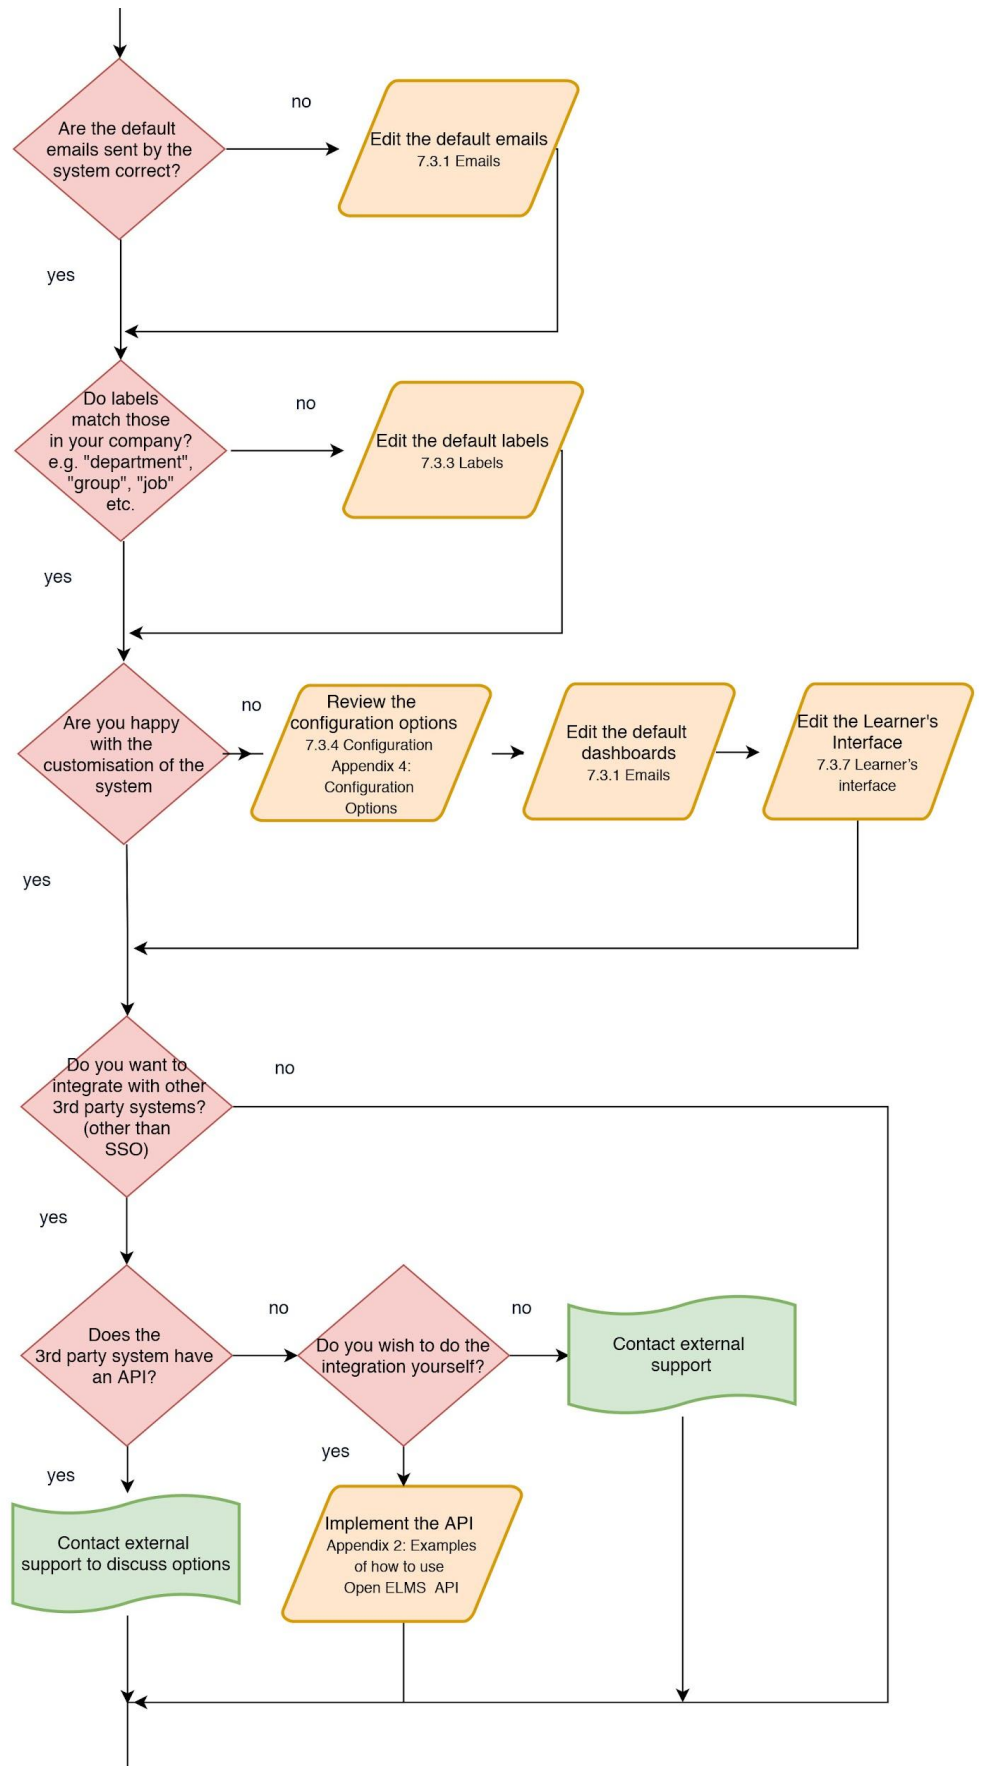 Are the default
emails sent by the
system correct?
no
Edit the default emails
7.3.1 Emails
yes
Do labels
match those
in your company?
e.g. "department",
"group", "job"
etc.
no
Edit the default labels
7.3.3 Labels
yes
Are you happy
with the
customisation of the
system
no
Review the
configuration options
7.3.4 Configuration
Appendix 4:
Configuration
Options
Edit the default
dashboards
7.3.1 Emails
Edit the Learner's
Interface
7.3.7 Learner’s
interface
yes
Do you want to
integrate with other
3rd party systems?
(other than
SSO)
no
yes
Does the
3rd party system have
an API?
no
Do you wish to do the
integration yourself?
no
Contact external
support
yes
Contact external
support to discuss options
yes
Implement the API
Appendix 2: Examples
of how to use
Open ELMS  API